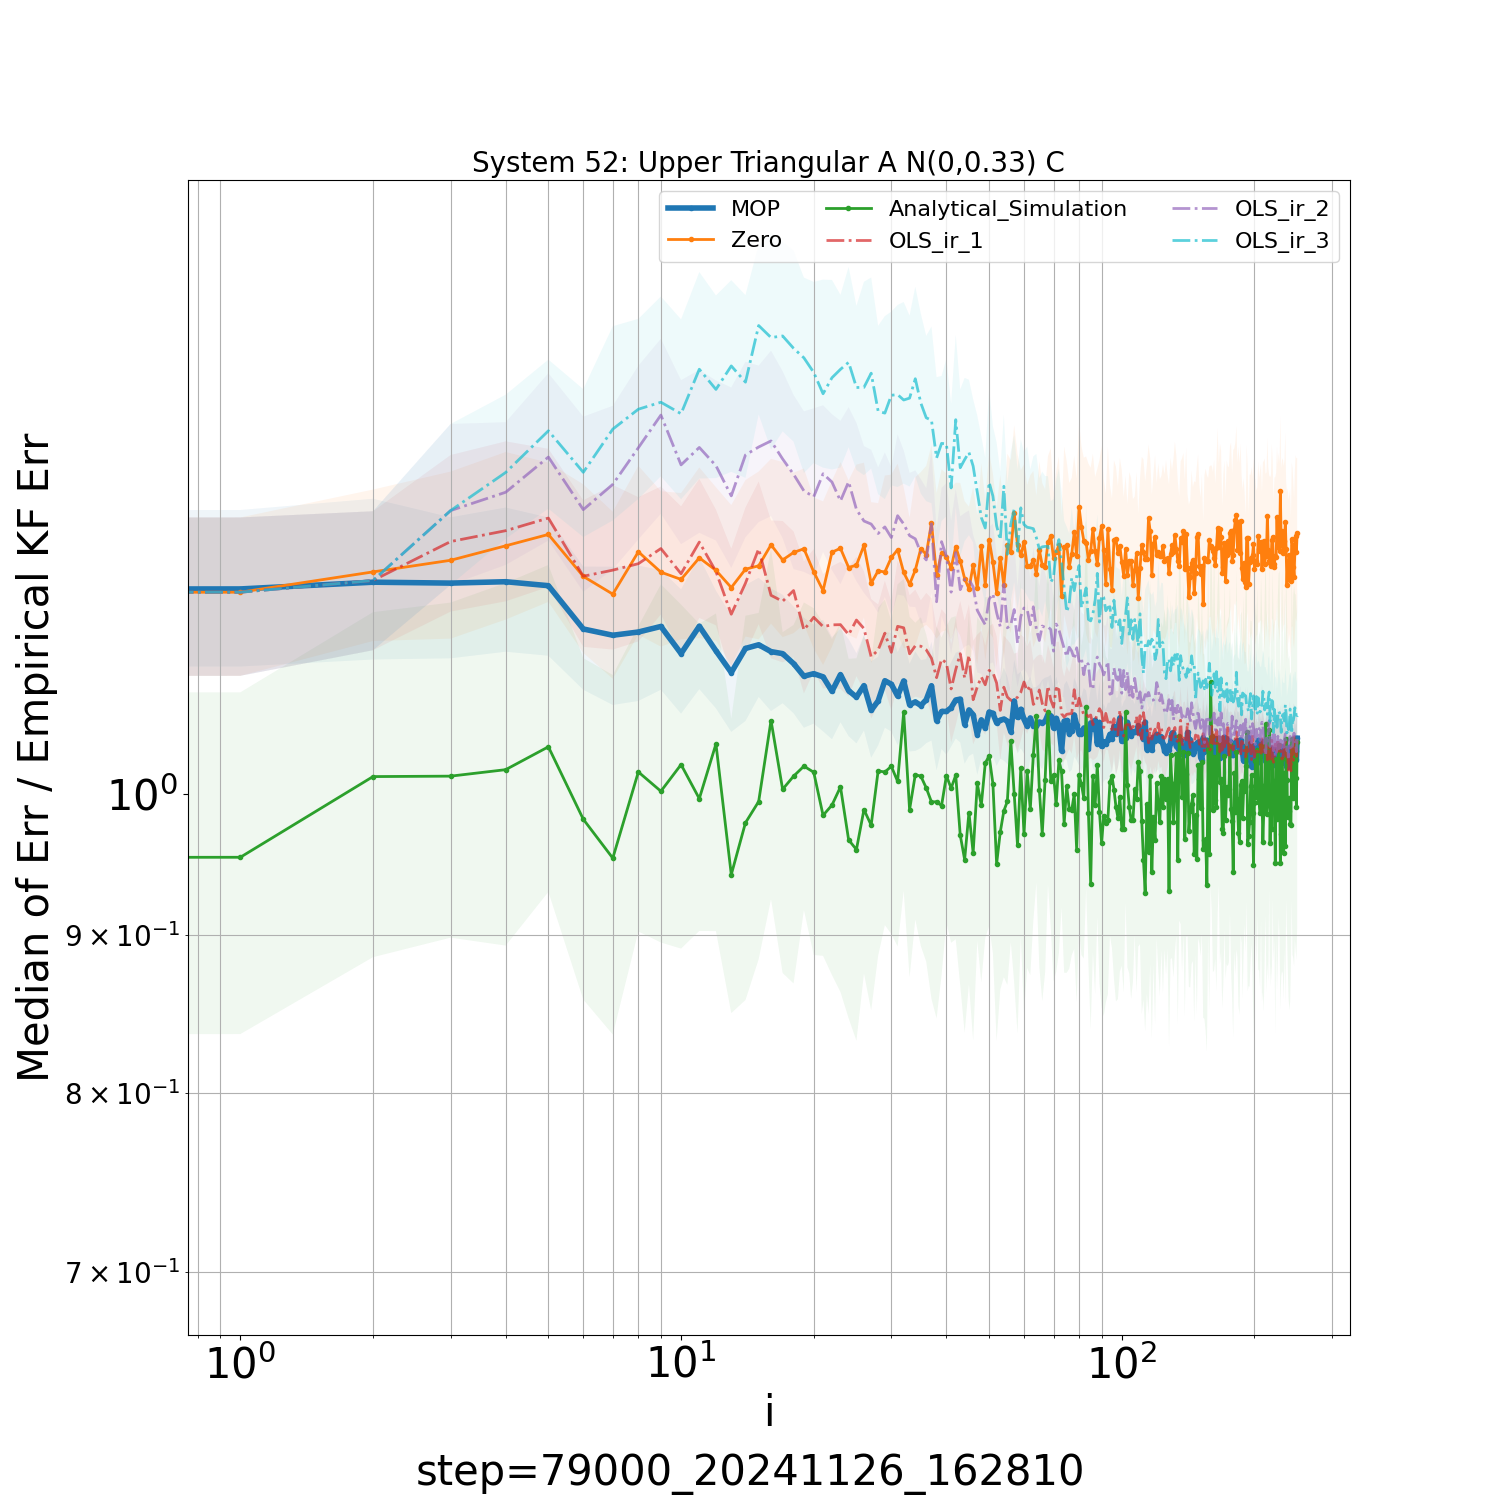 System 52: Upper Triangular A N(0,0.33) C
MOP
Zero
Analytical_Simulation
OLS_ir_1
OLS_ir_2
OLS_ir_3
Median of Err / Empirical KF Err
10⁰
9 × 10⁻¹
8 × 10⁻¹
7 × 10⁻¹
10⁰ 10¹ 10²
i
step=79000_20241126_162810